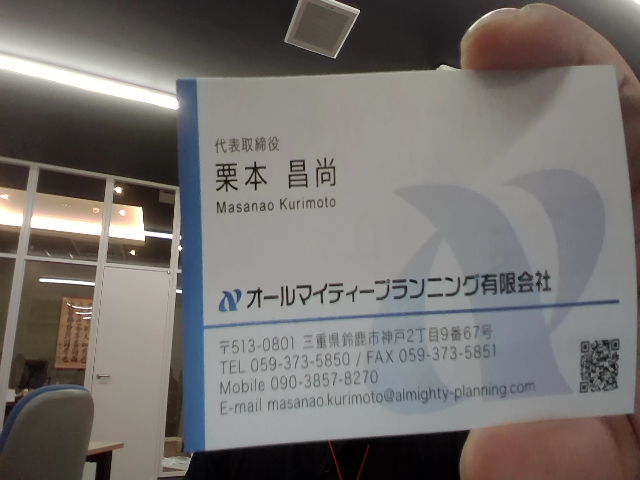 代表取締役
栗本 昌尚
Masanao Kurimoto
オールマイティープランニング有限会社
〒513-0801 三重県鈴鹿市神戸2丁目9番67号
TEL 059-373-5850 / FAX 059-373-5851
Mobile 090-3857-8270
E-mail masanao.kurimoto@almighty-planning.com